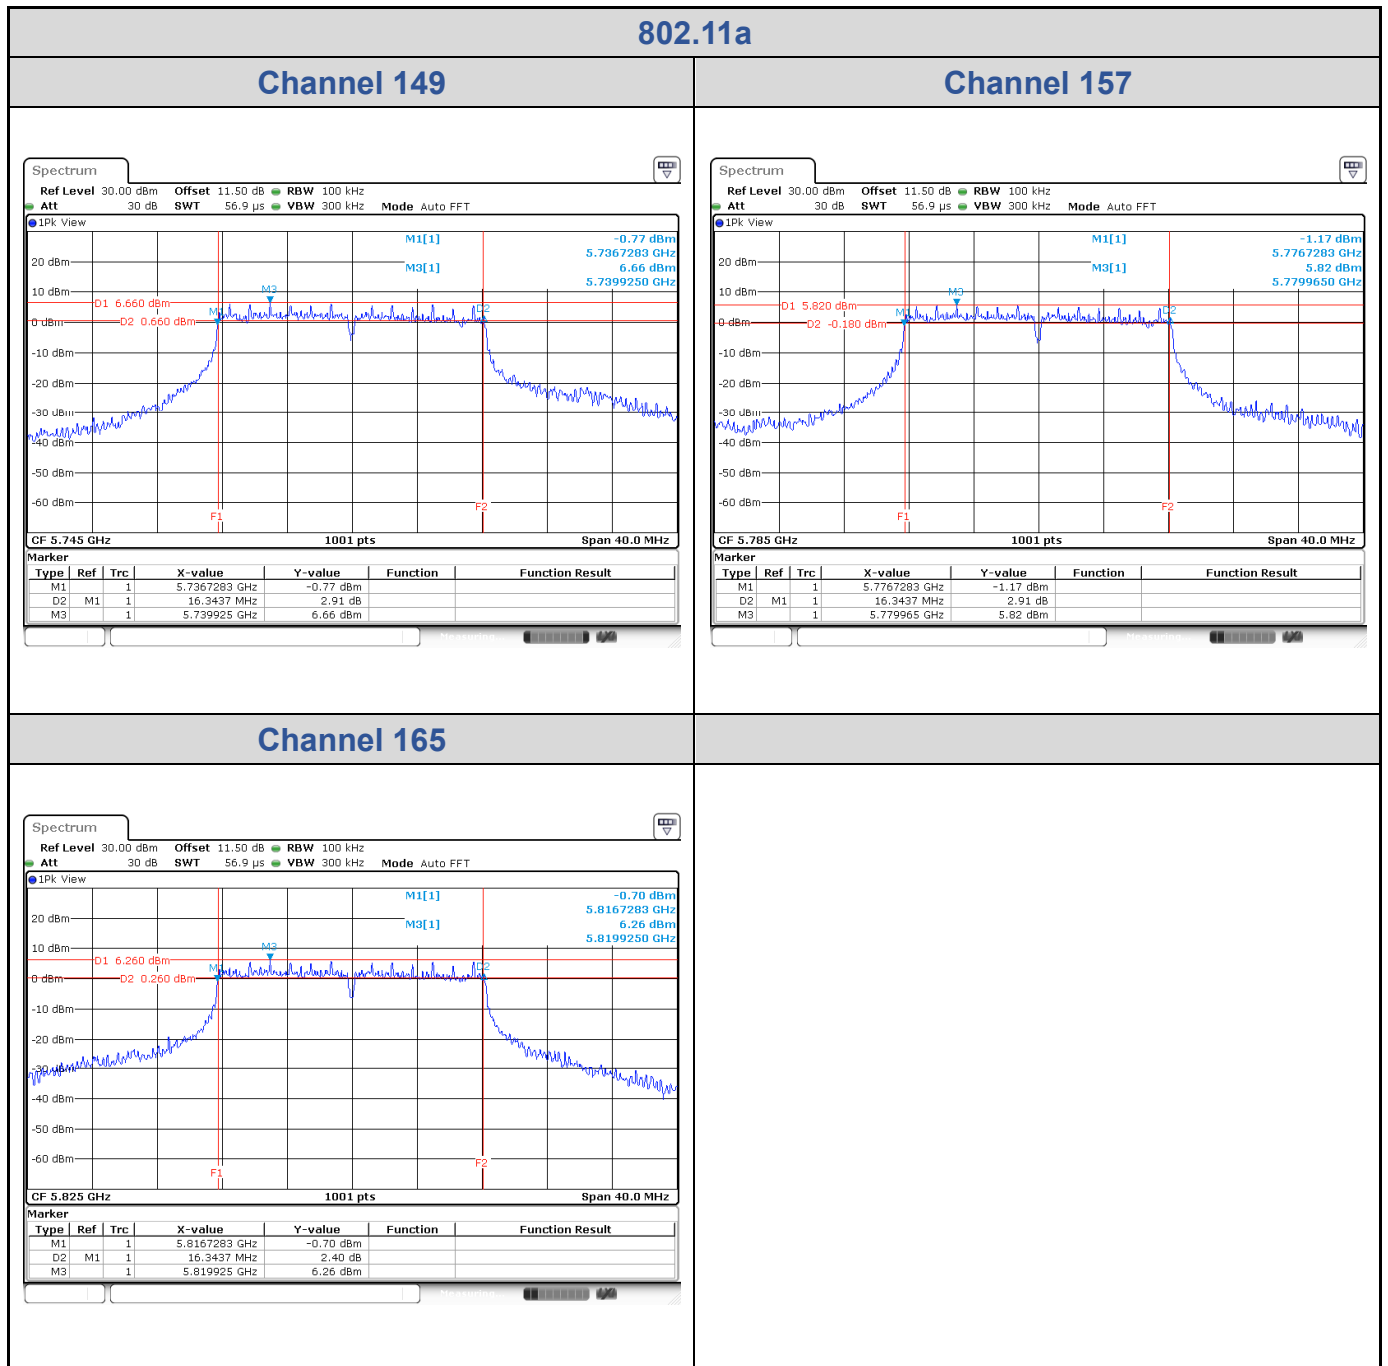 802.11a
Channel 149
Channel 157
Spectrum
Ref Level 30.00 dBm Offset 11.50 dB RBW 100 kHz
Att 30 dB SWT 56.9 µs VBW 300 kHz Mode Auto FFT
1Pk View
M1[1] -0.77 dBm
5.7367283 GHz
20 dBm
M3[1] 6.66 dBm
5.7399250 GHz
10 dBm
M3
D1 6.660 dBm
D2
0 dBm
D2 0.660 dBm
-10 dBm
-20 dBm
-30 dBm
-40 dBm
-50 dBm
-60 dBm
F1
F2
CF 5.745 GHz 1001 pts Span 40.0 MHz
Marker
Type Ref Trc X-value Y-value Function Function Result
M1 1 5.7367283 GHz -0.77 dBm
D2 M1 1 16.3437 MHz 2.91 dB
M3 1 5.739925 GHz 6.66 dBm
Measuring...
Spectrum
Ref Level 30.00 dBm Offset 11.50 dB RBW 100 kHz
Att 30 dB SWT 56.9 µs VBW 300 kHz Mode Auto FFT
1Pk View
M1[1] -1.17 dBm
5.7767283 GHz
20 dBm
M3[1] 5.82 dBm
5.7799650 GHz
10 dBm
M3
D1 5.820 dBm
D2
0 dBm
D2 -0.180 dBm
-10 dBm
-20 dBm
-30 dBm
-40 dBm
-50 dBm
-60 dBm
F1
F2
CF 5.785 GHz 1001 pts Span 40.0 MHz
Marker
Type Ref Trc X-value Y-value Function Function Result
M1 1 5.7767283 GHz -1.17 dBm
D2 M1 1 16.3437 MHz 2.91 dB
M3 1 5.779965 GHz 5.82 dBm
Measuring...
Channel 165
Spectrum
Ref Level 30.00 dBm Offset 11.50 dB RBW 100 kHz
Att 30 dB SWT 56.9 µs VBW 300 kHz Mode Auto FFT
1Pk View
M1[1] -0.70 dBm
5.8167283 GHz
20 dBm
M3[1] 6.26 dBm
5.8199250 GHz
10 dBm
M3
D1 6.260 dBm
D2
0 dBm
D2 0.260 dBm
-10 dBm
-20 dBm
-30 dBm
-40 dBm
-50 dBm
-60 dBm
F1
F2
CF 5.825 GHz 1001 pts Span 40.0 MHz
Marker
Type Ref Trc X-value Y-value Function Function Result
M1 1 5.8167283 GHz -0.70 dBm
D2 M1 1 16.3437 MHz 2.40 dB
M3 1 5.819925 GHz 6.26 dBm
Measuring...